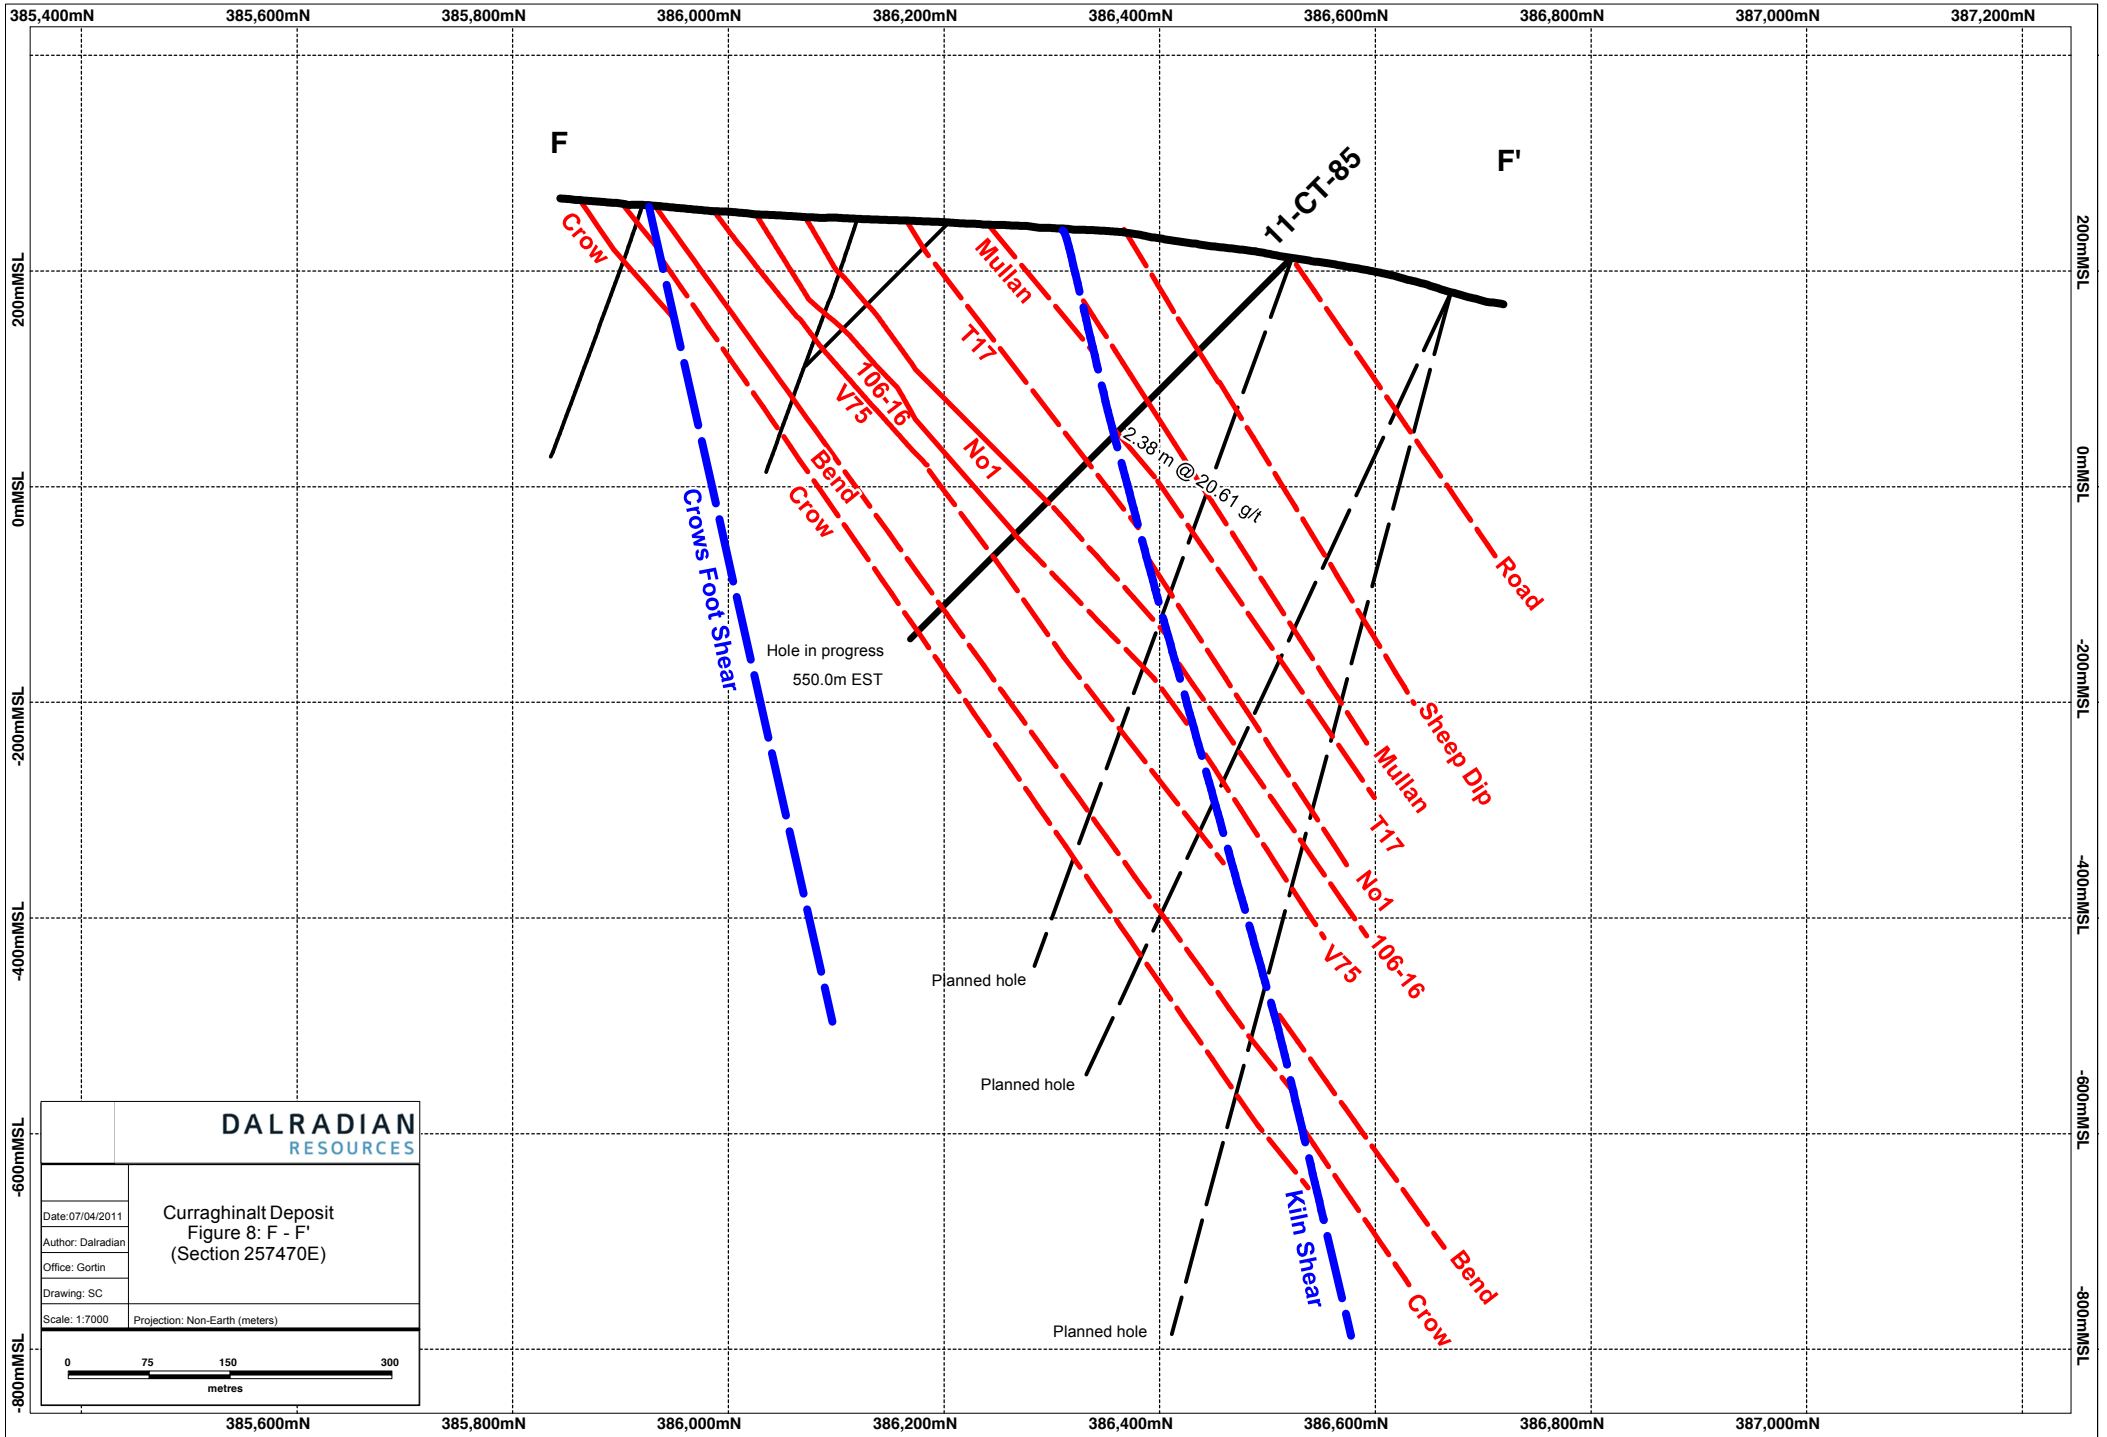 385,400mN 385,600mN 385,800mN 386,000mN 386,200mN 386,400mN 386,600mN 386,800mN 387,000mN 387,200mN
F
F'
11-CT-85
Crow
Mullan
T17
106-16
V75
No1
Bend
Crow
2.38 m @ 20.61 g/t
Crows Foot Shear
Road
Hole in progress
550.0m EST
Sheep Dip
Mullan
T17
No1
106-16
V75
Planned hole
Planned hole
Planned hole
Kiln Shear
Bend
Crow
200mMSL
0mMSL
-200mMSL
-400mMSL
-600mMSL
-800mMSL
200mMSL
0mMSL
-200mMSL
-400mMSL
-600mMSL
-800mMSL
DALRADIAN
RESOURCES
Date:07/04/2011
Author: Dalradian
Office: Gortin
Drawing: SC
Scale: 1:7000
Curraghinalt Deposit
Figure 8: F - F'
(Section 257470E)
Projection: Non-Earth (meters)
0 75 150 300
metres
385,600mN 385,800mN 386,000mN 386,200mN 386,400mN 386,600mN 386,800mN 387,000mN